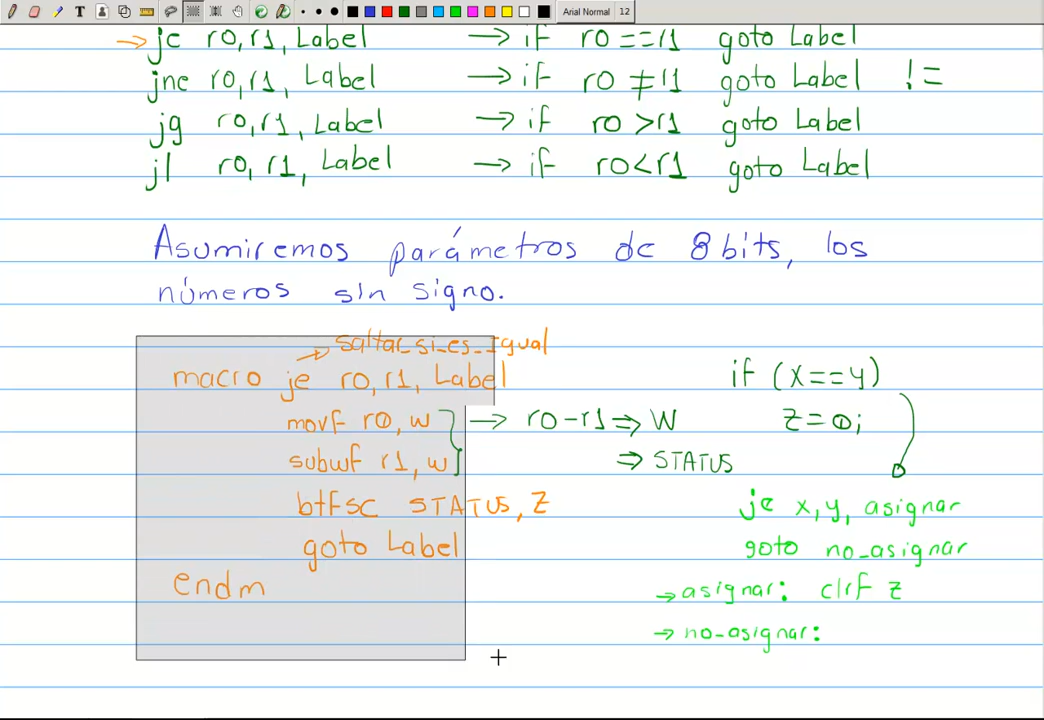 Arial Normal 12
je r0,r1, Label → if r0==r1 goto Label
jne r0,r1, Label → if r0 ≠ r1 goto Label !=
jg r0,r1, Label → if r0 >r1 goto Label
jl r0, r1, Label → if r0<r1 goto Label
Asumiremos parámetros de 8bits, los
números sin signo.
→ saltar_si_es_igual
macro je r0,r1, Label
movf r0, w
subwf r1, w
btfsc STATUS, Z
goto Label
endm
→ r0-r1 ⇒ W
⇒ STATUS
if (x==y)
z=0;
je x,y, asignar
goto no_asignar
→ asignar: clrf z
→ no_asignar: